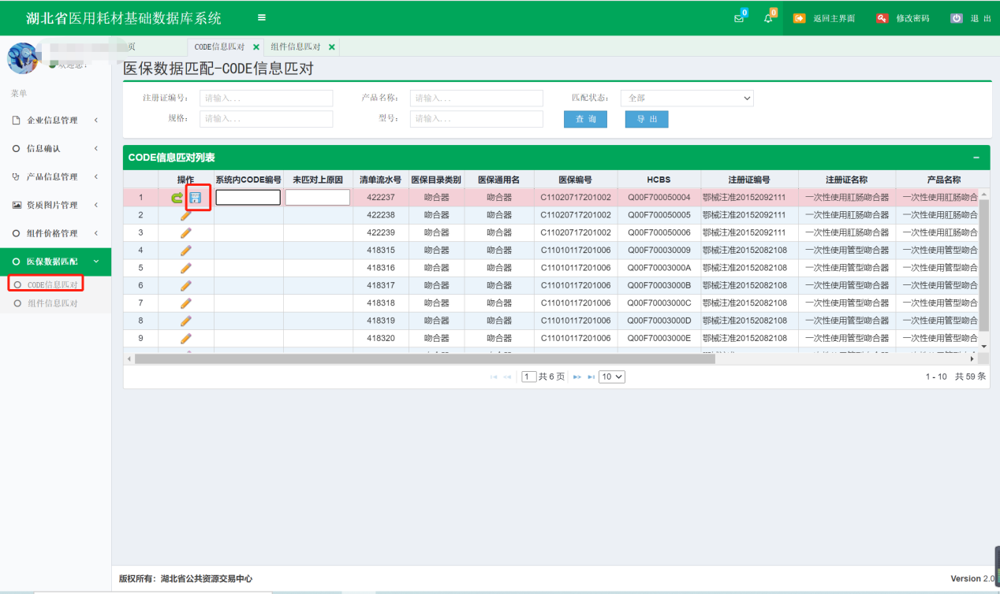 湖北省医用耗材基础数据库系统
0
0
返回主界面
修改密码
退 出
页
CODE信息匹对
组件信息匹对
欢迎您!
医保数据匹配-CODE信息匹对
菜单
企业信息管理
信息确认
产品信息管理
资质图片管理
组件价格管理
医保数据匹配
CODE信息匹对
组件信息匹对
注册证编号: 请输入... 产品名称: 请输入... 匹配状态: 全部
规格: 请输入... 型号: 请输入... 查 询 导 出
CODE信息匹对列表
操作 系统内CODE编号 未匹对上原因 清单流水号 医保目录类别 医保通用名 医保编号 HCBS 注册证编号 注册证名称 产品名称
1 422237 吻合器 吻合器 C11020717201002 Q00F700050004 鄂械注准20152092111 一次性使用肛肠吻合器 一次性使用肛肠吻合
2 422238 吻合器 吻合器 C11020717201002 Q00F700050005 鄂械注准20152092111 一次性使用肛肠吻合器 一次性使用肛肠吻合
3 422239 吻合器 吻合器 C11020717201002 Q00F700050006 鄂械注准20152092111 一次性使用肛肠吻合器 一次性使用肛肠吻合
4 418315 吻合器 吻合器 C11010117201006 Q00F700030009 鄂械注准20152082108 一次性使用管型吻合器 一次性使用管型吻合
5 418316 吻合器 吻合器 C11010117201006 Q00F70003000A 鄂械注准20152082108 一次性使用管型吻合器 一次性使用管型吻合
6 418317 吻合器 吻合器 C11010117201006 Q00F70003000B 鄂械注准20152082108 一次性使用管型吻合器 一次性使用管型吻合
7 418318 吻合器 吻合器 C11010117201006 Q00F70003000C 鄂械注准20152082108 一次性使用管型吻合器 一次性使用管型吻合
8 418319 吻合器 吻合器 C11010117201006 Q00F70003000D 鄂械注准20152082108 一次性使用管型吻合器 一次性使用管型吻合
9 418320 吻合器 吻合器 C11010117201006 Q00F70003000E 鄂械注准20152082108 一次性使用管型吻合器 一次性使用管型吻合
1 共 6 页 10
1 - 10 共 59 条
版权所有: 湖北省公共资源交易中心
Version 2.0